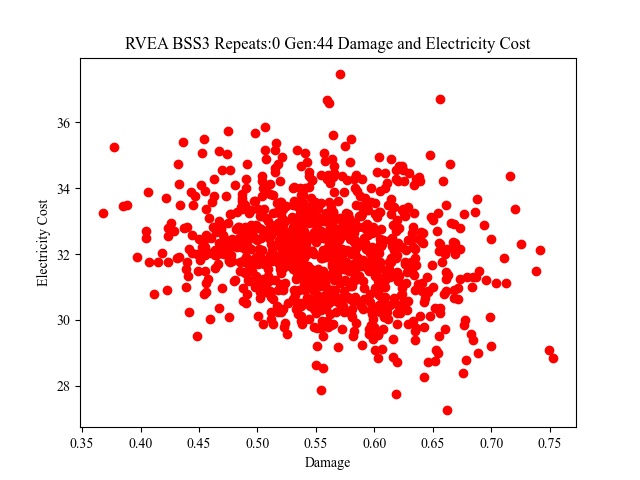 RVEA BSS3 Repeats:0 Gen:44 Damage and Electricity Cost
36
34
32
30
28
Electricity Cost
0.35 0.40 0.45 0.50 0.55 0.60 0.65 0.70 0.75
Damage